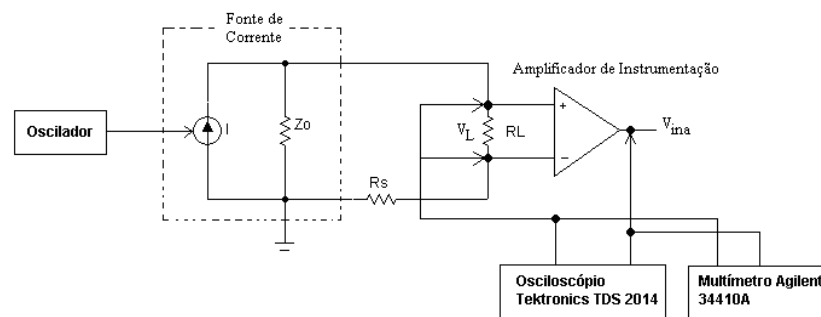 Fonte de
Corrente
Amplificador de Instrumentação
Oscilador
I
Zo
VL
RL
+
−
Vina
Rs
Osciloscópio
Tektronics TDS 2014
Multímetro Agilent
34410A